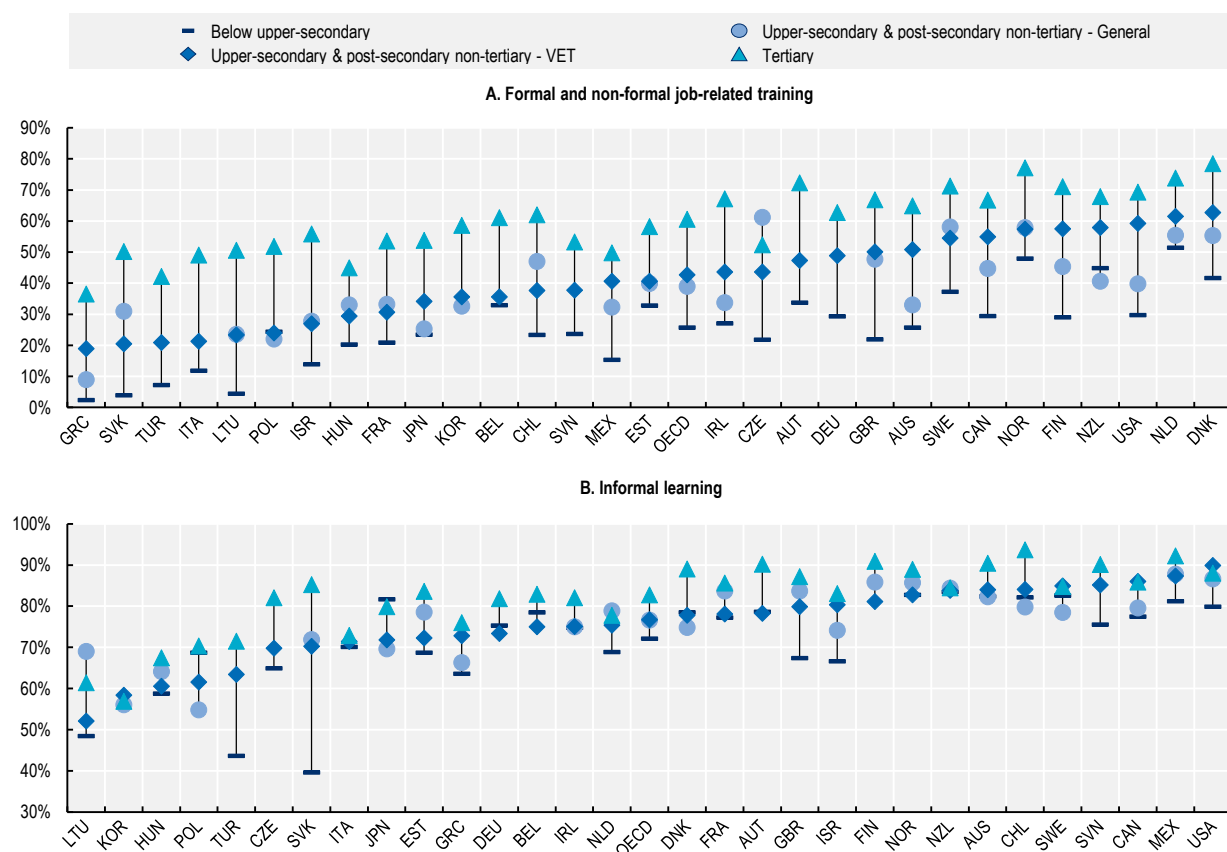 Below upper-secondary
Upper-secondary & post-secondary non-tertiary - General
Upper-secondary & post-secondary non-tertiary - VET
Tertiary
A. Formal and non-formal job-related training
90%
80%
70%
60%
50%
40%
30%
20%
10%
0%
GRC SVK TUR ITA LTU POL ISR HUN FRA JPN KOR BEL CHL SVN MEX EST OECD IRL CZE AUT DEU GBR AUS SWE CAN NOR FIN NZL USA NLD DNK
B. Informal learning
100%
90%
80%
70%
60%
50%
40%
30%
LTU KOR HUN POL TUR CZE SVK ITA JPN EST GRC DEU BEL IRL NLD OECD DNK FRA AUT GBR ISR FIN NOR NZL AUS CHL SWE SVN CAN MEX USA